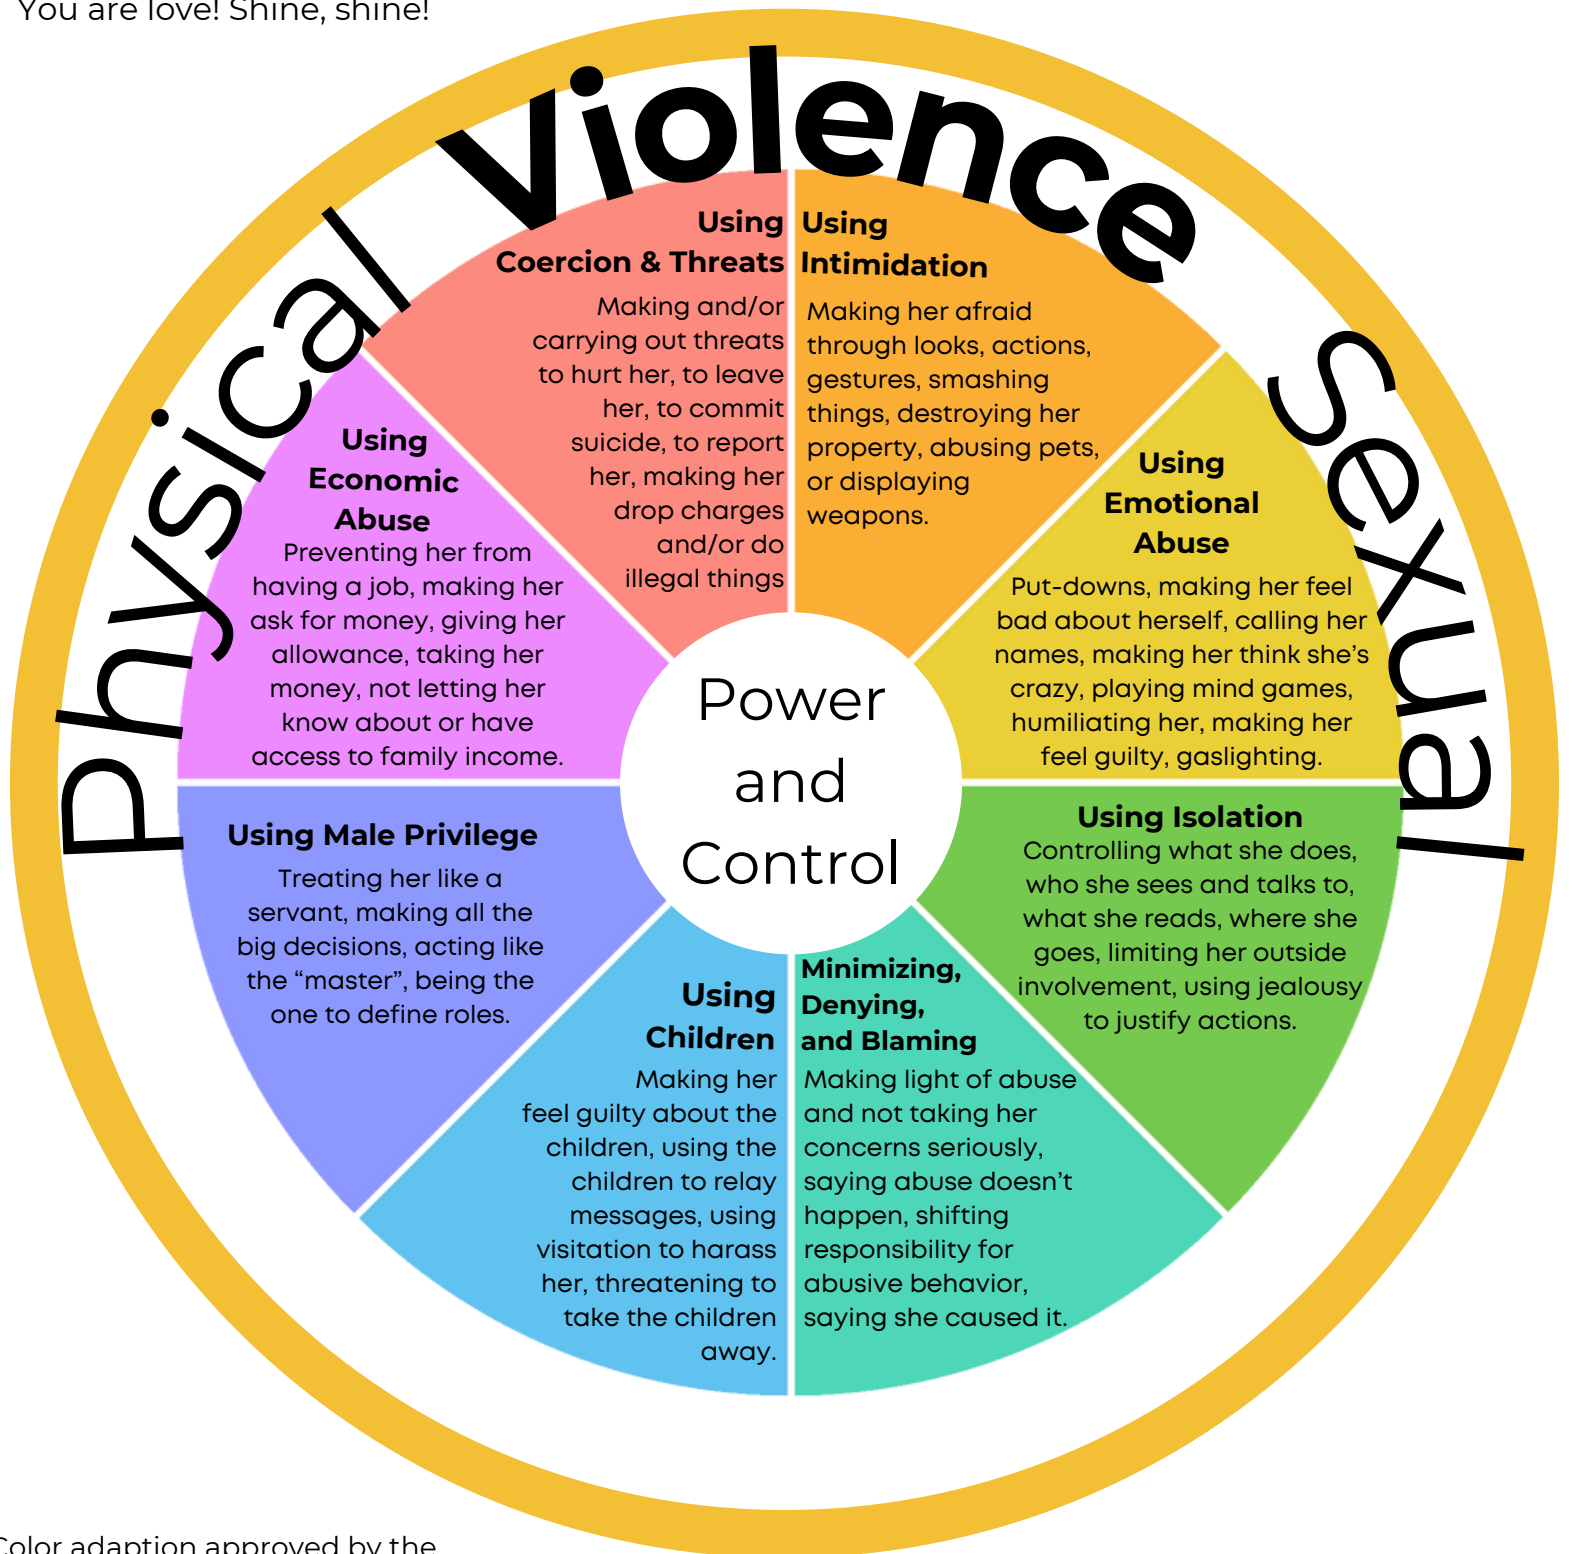 You are love! Shine, shine!
Physical Violence Sexual
Using
Coercion & Threats
Making and/or
carrying out threats
to hurt her, to leave
her, to commit
suicide, to report
her, making her
drop charges
and/or do
illegal things
Using
Intimidation
Making her afraid
through looks, actions,
gestures, smashing
things, destroying her
property, abusing pets,
or displaying
weapons.
Using
Emotional
Abuse
Put-downs, making her feel
bad about herself, calling her
names, making her think she’s
crazy, playing mind games,
humiliating her, making her
feel guilty, gaslighting.
Using Isolation
Controlling what she does,
who she sees and talks to,
what she reads, where she
goes, limiting her outside
involvement, using jealousy
to justify actions.
Minimizing,
Denying,
and Blaming
Making light of abuse
and not taking her
concerns seriously,
saying abuse doesn’t
happen, shifting
responsibility for
abusive behavior,
saying she caused it.
Using
Children
Making her
feel guilty about the
children, using the
children to relay
messages, using
visitation to harass
her, threatening to
take the children
away.
Using Male Privilege
Treating her like a
servant, making all the
big decisions, acting like
the “master”, being the
one to define roles.
Using
Economic
Abuse
Preventing her from
having a job, making her
ask for money, giving her
allowance, taking her
money, not letting her
know about or have
access to family income.
Power
and
Control
Color adaption approved by the